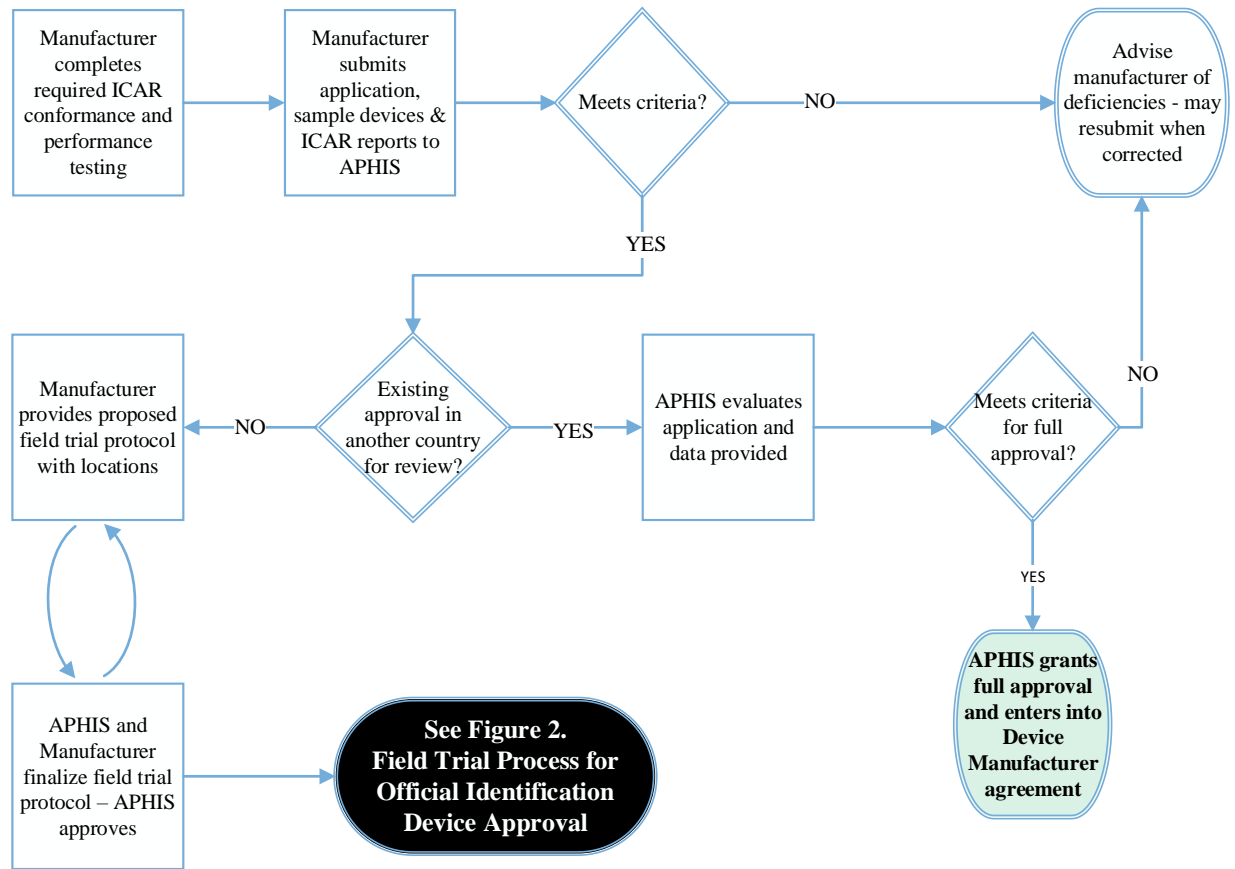 Manufacturer
completes
required ICAR
conformance and
performance
testing
Manufacturer
submits
application,
sample devices &
ICAR reports to
APHIS
Meets criteria?
NO
Advise
manufacturer of
deficiencies - may
resubmit when
corrected
YES
Manufacturer
provides proposed
field trial protocol
with locations
NO
Existing
approval in
another country
for review?
YES
APHIS evaluates
application and
data provided
Meets criteria
for full
approval?
NO
YES
APHIS grants
full approval
and enters into
Device
Manufacturer
agreement
APHIS and
Manufacturer
finalize field trial
protocol – APHIS
approves
See Figure 2.
Field Trial Process for
Official Identification
Device Approval